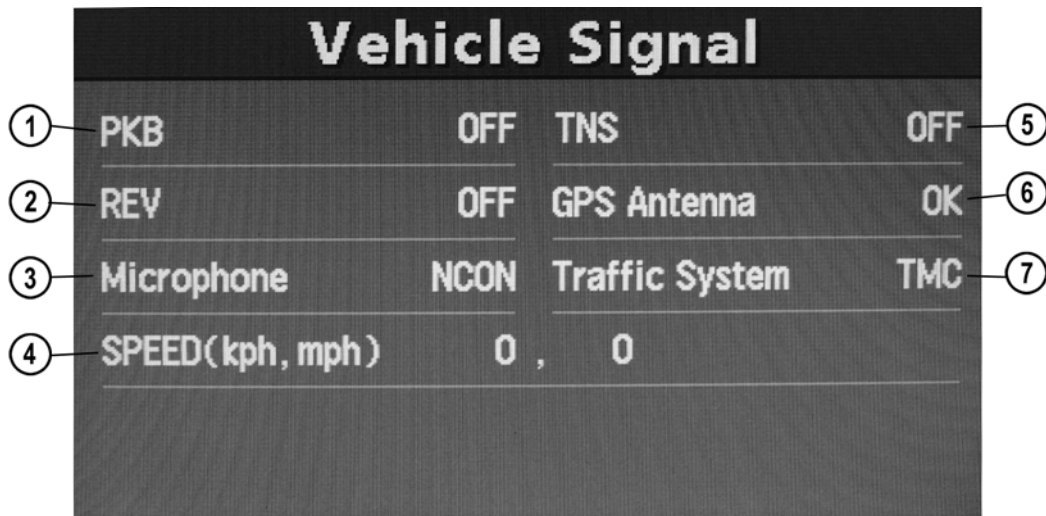 Vehicle Signal
1 PKB OFF TNS OFF 5
2 REV OFF GPS Antenna OK 6
3 Microphone NCON Traffic System TMC 7
4 SPEED(kph, mph) 0 , 0